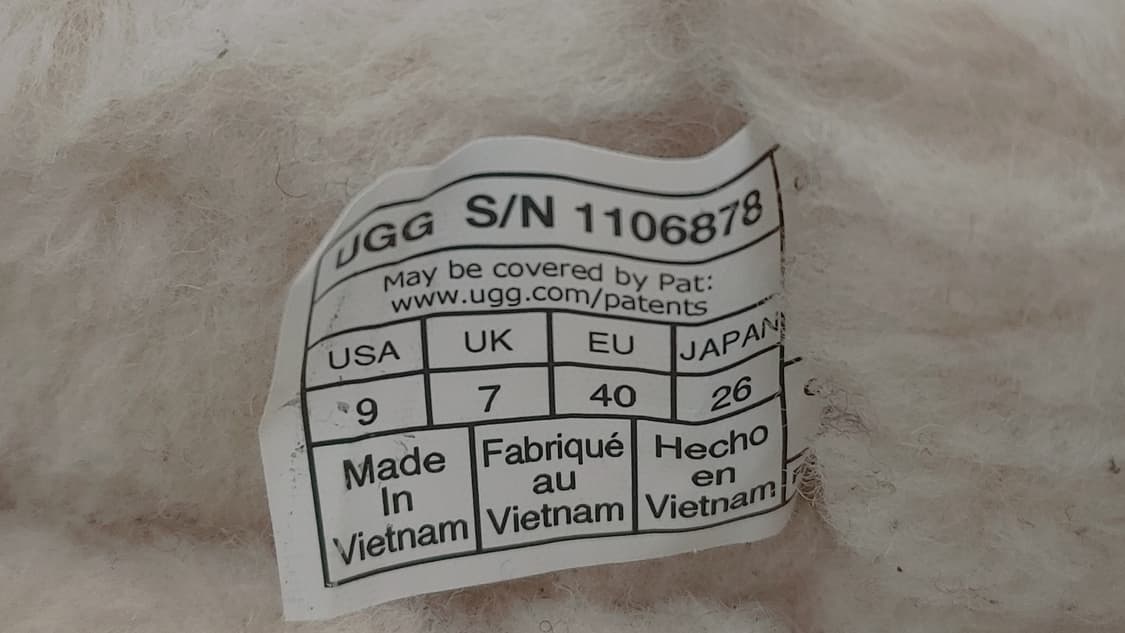 UGG S/N 1106878
May be covered by Pat:
www.ugg.com/patents
USA UK EU JAPAN
9 7 40 26
Made In Vietnam
Fabriqué au Vietnam
Hecho en Vietnam